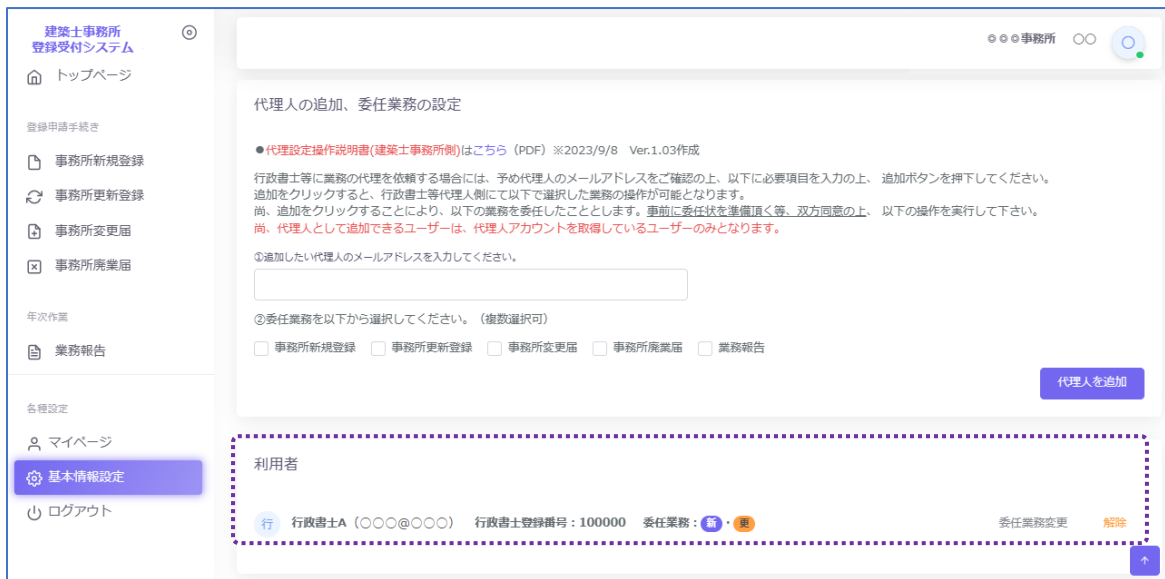 建築士事務所
登録受付システム
トップページ
登録申請手続き
事務所新規登録
事務所更新登録
事務所変更届
事務所廃業届
年次作業
業務報告
各種設定
マイページ
基本情報設定
ログアウト
◎◎◎事務所 〇〇
代理人の追加、委任業務の設定
●代理設定操作説明書(建築士事務所側)はこちら（PDF）※2023/9/8 Ver.1.03作成
行政書士等に業務の代理を依頼する場合には、予め代理人のメールアドレスをご確認の上、以下に必要項目を入力の上、 追加ボタンを押下してください。
追加をクリックすると、行政書士等代理人側にて以下で選択した業務の操作が可能となります。
尚、追加をクリックすることにより、以下の業務を委任したこととします。事前に委任状を準備頂く等、双方同意の上、 以下の操作を実行して下さい。
尚、代理人として追加できるユーザーは、代理人アカウントを取得しているユーザーのみとなります。
①追加したい代理人のメールアドレスを入力してください。
②委任業務を以下から選択してください。（複数選択可）
事務所新規登録 事務所更新登録 事務所変更届 事務所廃業届 業務報告
代理人を追加
利用者
行 行政書士A（〇〇〇@〇〇〇） 行政書士登録番号：100000 委任業務：新・更 委任業務変更 解除